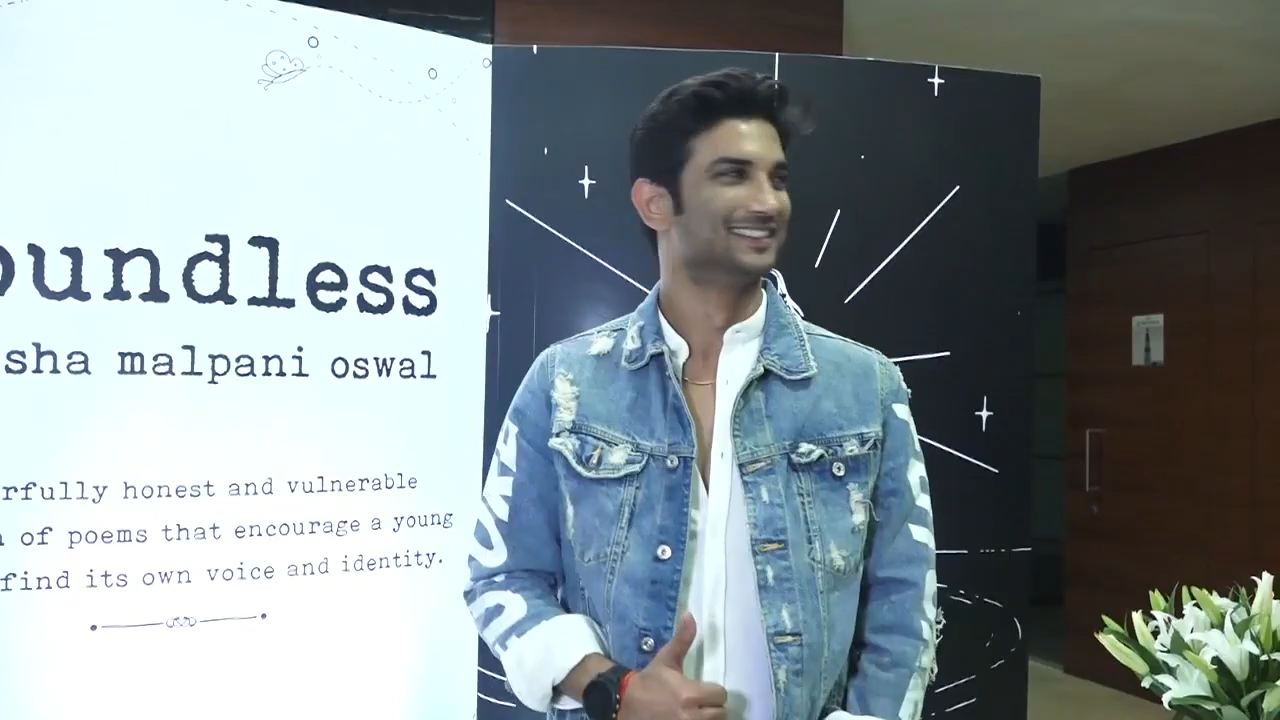 oundless
sha malpani oswal
rfully honest and vulnerable
of poems that encourage a young
find its own voice and identity.